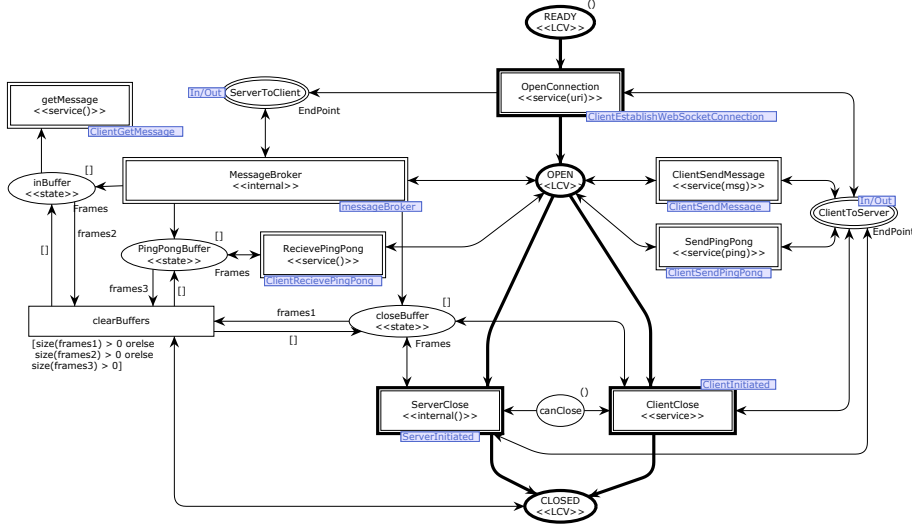 ()
READY
<<LCV>>
OpenConnection
<<service(uri)>>
ClientEstablishWebSocketConnection
In/Out
ServerToClient
EndPoint
getMessage
<<service()>>
ClientGetMessage
MessageBroker
<<internal>>
messageBroker
[]
inBuffer
<<state>>
Frames
OPEN
<<LCV>>
ClientSendMessage
<<service(msg)>>
ClientSendMessage
In/Out
ClientToServer
EndPoint
[]
frames2
[]
PingPongBuffer
<<state>>
Frames
RecievePingPong
<<service()>>
ClientRecievePingPong
SendPingPong
<<service(ping)>>
ClientSendPingPong
frames3
[]
clearBuffers
[size(frames1) > 0 orelse
size(frames2) > 0 orelse
size(frames3) > 0]
frames1
[]
[]
closeBuffer
<<state>>
Frames
ClientInitiated
ServerClose
<<internal()>>
ServerInitiated
()
canClose
ClientClose
<<service>>
CLOSED
<<LCV>>